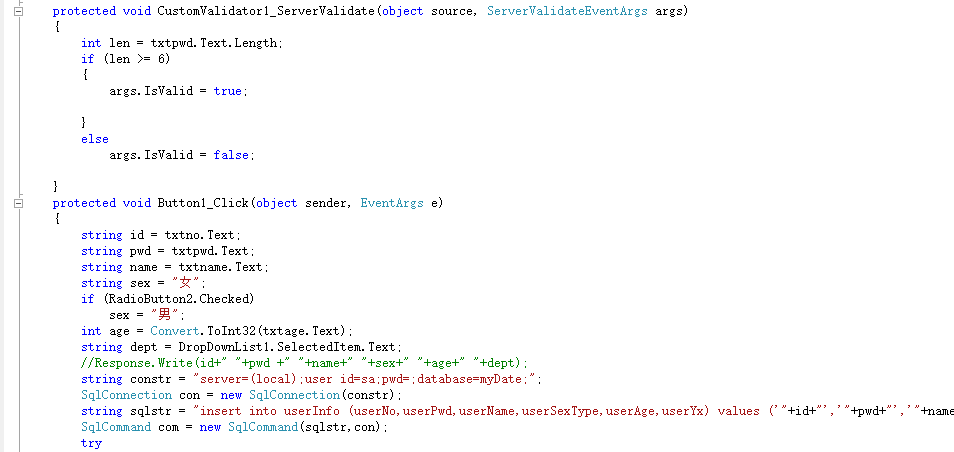 protected void CustomValidator1_ServerValidate(object source, ServerValidateEventArgs args)
{
int len = txtpwd.Text.Length;
if (len >= 6)
{
args.IsValid = true;
}
else
args.IsValid = false;
}
protected void Button1_Click(object sender, EventArgs e)
{
string id = txtno.Text;
string pwd = txtpwd.Text;
string name = txtname.Text;
string sex = "女";
if (RadioButton2.Checked)
sex = "男";
int age = Convert.ToInt32(txtage.Text);
string dept = DropDownList1.SelectedItem.Text;
//Response.Write(id+" "+pwd +" "+name+" "+sex+" "+age+" "+dept);
string constr = "server=(local);user id=sa;pwd=;database=myDate;";
SqlConnection con = new SqlConnection(constr);
string sqlstr = "insert into userInfo (userNo,userPwd,userName,userSexType,userAge,userYx) values ('"+id+"','"+pwd+"','"+name
SqlCommand com = new SqlCommand(sqlstr,con);
try